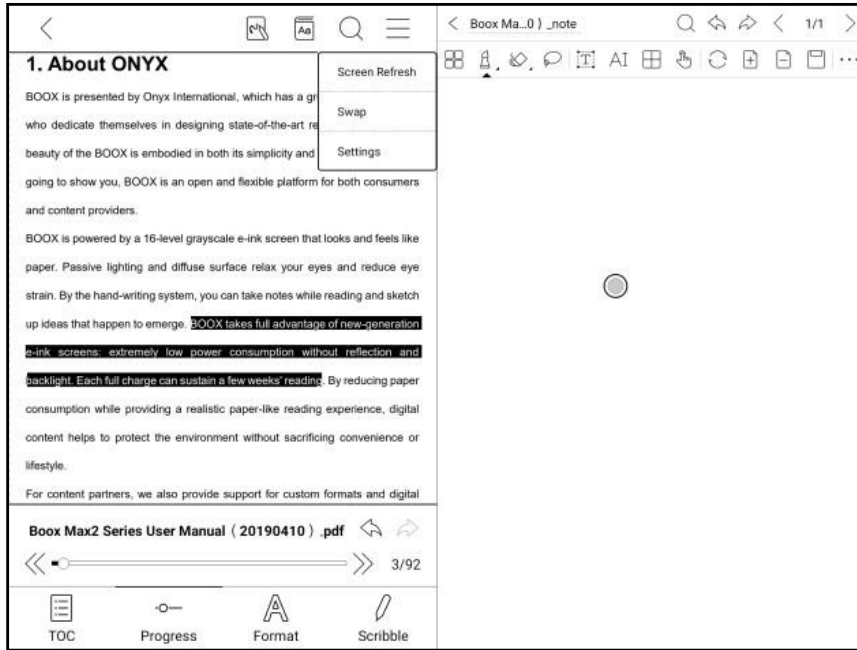 1. About ONYX
BOOX is presented by Onyx International, which has a gr
who dedicate themselves in designing state-of-the-art re
beauty of the BOOX is embodied in both its simplicity and
going to show you, BOOX is an open and flexible platform for both consumers
and content providers.
BOOX is powered by a 16-level grayscale e-ink screen that looks and feels like
paper. Passive lighting and diffuse surface relax your eyes and reduce eye
strain. By the hand-writing system, you can take notes while reading and sketch
up ideas that happen to emerge. BOOX takes full advantage of new-generation
e-ink screens: extremely low power consumption without reflection and
backlight. Each full charge can sustain a few weeks' reading. By reducing paper
consumption while providing a realistic paper-like reading experience, digital
content helps to protect the environment without sacrificing convenience or
lifestyle.
For content partners, we also provide support for custom formats and digital
Aa
Screen Refresh
Swap
Settings
Boox Max2 Series User Manual（20190410）.pdf
3/92
TOC
Progress
Format
Scribble
Boox Ma...0）_note
1/1
T
AI